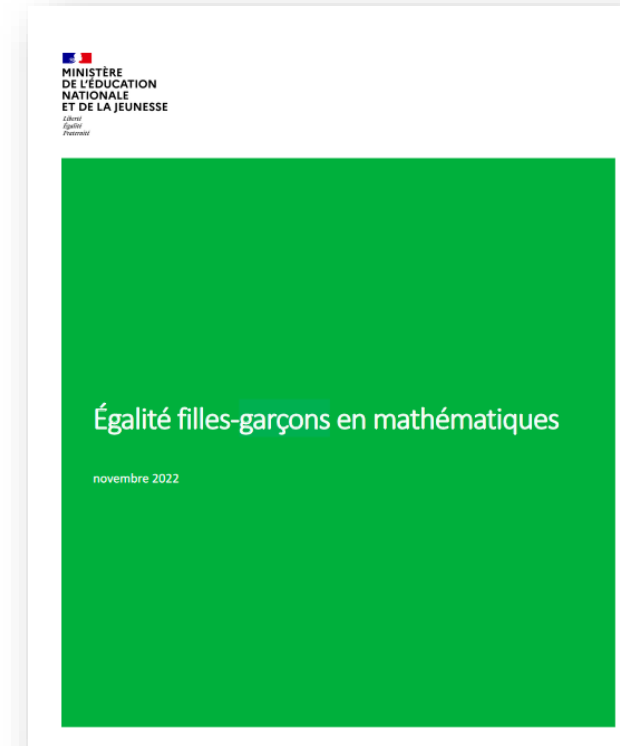 MINISTÈRE
DE L'ÉDUCATION
NATIONALE
ET DE LA JEUNESSE
Liberté
Égalité
Fraternité
Égalité filles-garçons en mathématiques
novembre 2022